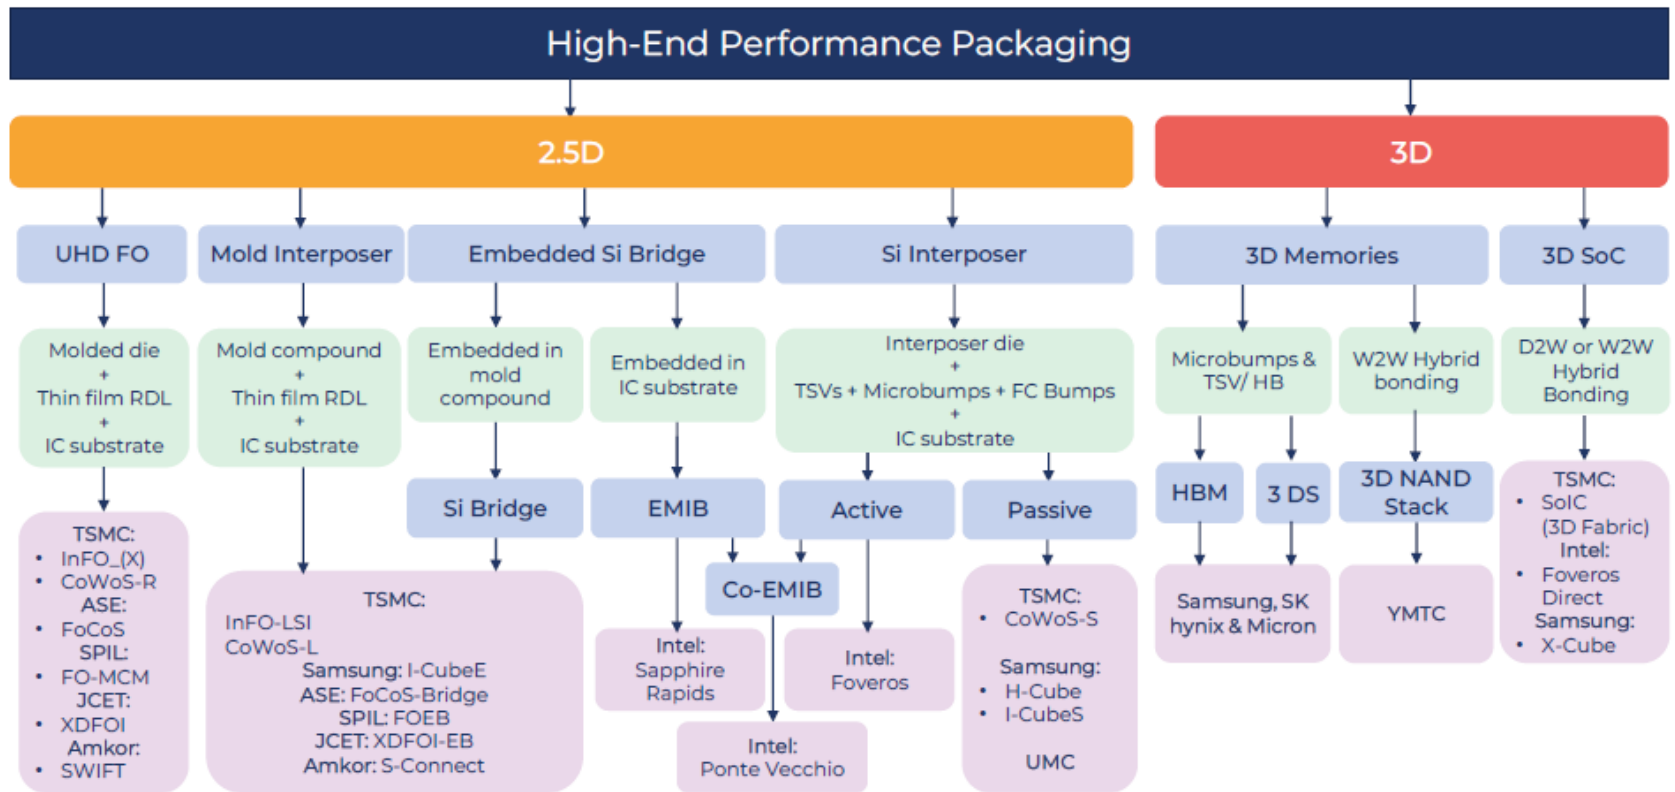 High-End Performance Packaging
2.5D
3D
UHD FO
Mold Interposer
Embedded Si Bridge
Si Interposer
3D Memories
3D SoC
Molded die
+
Thin film RDL
+
IC substrate
Mold compound
+
Thin film RDL
+
IC substrate
Embedded in
mold
compound
Embedded in
IC substrate
Interposer die
+
TSVs + Microbumps + FC Bumps
+
IC substrate
Microbumps &
TSV/ HB
W2W Hybrid
bonding
D2W or W2W
Hybrid
Bonding
Si Bridge
EMIB
Active
Passive
HBM
3 DS
3D NAND
Stack
Co-EMIB
TSMC:
• InFO_(X)
• CoWoS-R
ASE:
• FoCoS
SPIL:
• FO-MCM
JCET:
• XDFOI
Amkor:
• SWIFT
TSMC:
InFO-LSI
CoWoS-L
Samsung: I-CubeE
ASE: FoCoS-Bridge
SPIL: FOEB
JCET: XDFOI-EB
Amkor: S-Connect
Intel:
Sapphire
Rapids
Intel:
Ponte Vecchio
Intel:
Foveros
TSMC:
• CoWoS-S
Samsung:
• H-Cube
• I-CubeS
UMC
Samsung, SK
hynix & Micron
YMTC
TSMC:
• SoIC
(3D Fabric)
Intel:
• Foveros
Direct
Samsung:
• X-Cube